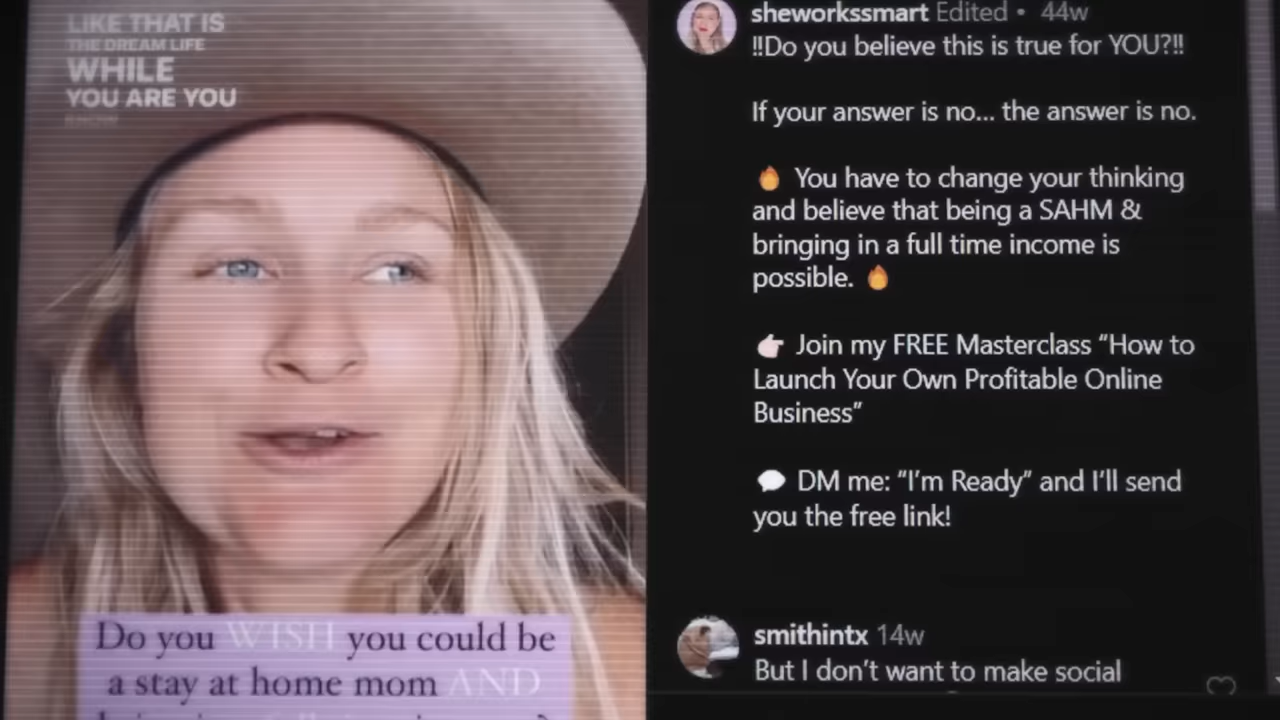 LIKE THAT IS
THE DREAM LIFE
WHILE
YOU ARE YOU
KNOW
Do you WISH you could be
a stay at home mom AND
sheworkssmart Edited • 44w
‼Do you believe this is true for YOU?‼
If your answer is no... the answer is no.
🔥 You have to change your thinking
and believe that being a SAHM &
bringing in a full time income is
possible. 🔥
👉 Join my FREE Masterclass “How to
Launch Your Own Profitable Online
Business”
💬 DM me: “I’m Ready” and I’ll send
you the free link!
smithintx 14w
But I don’t want to make social